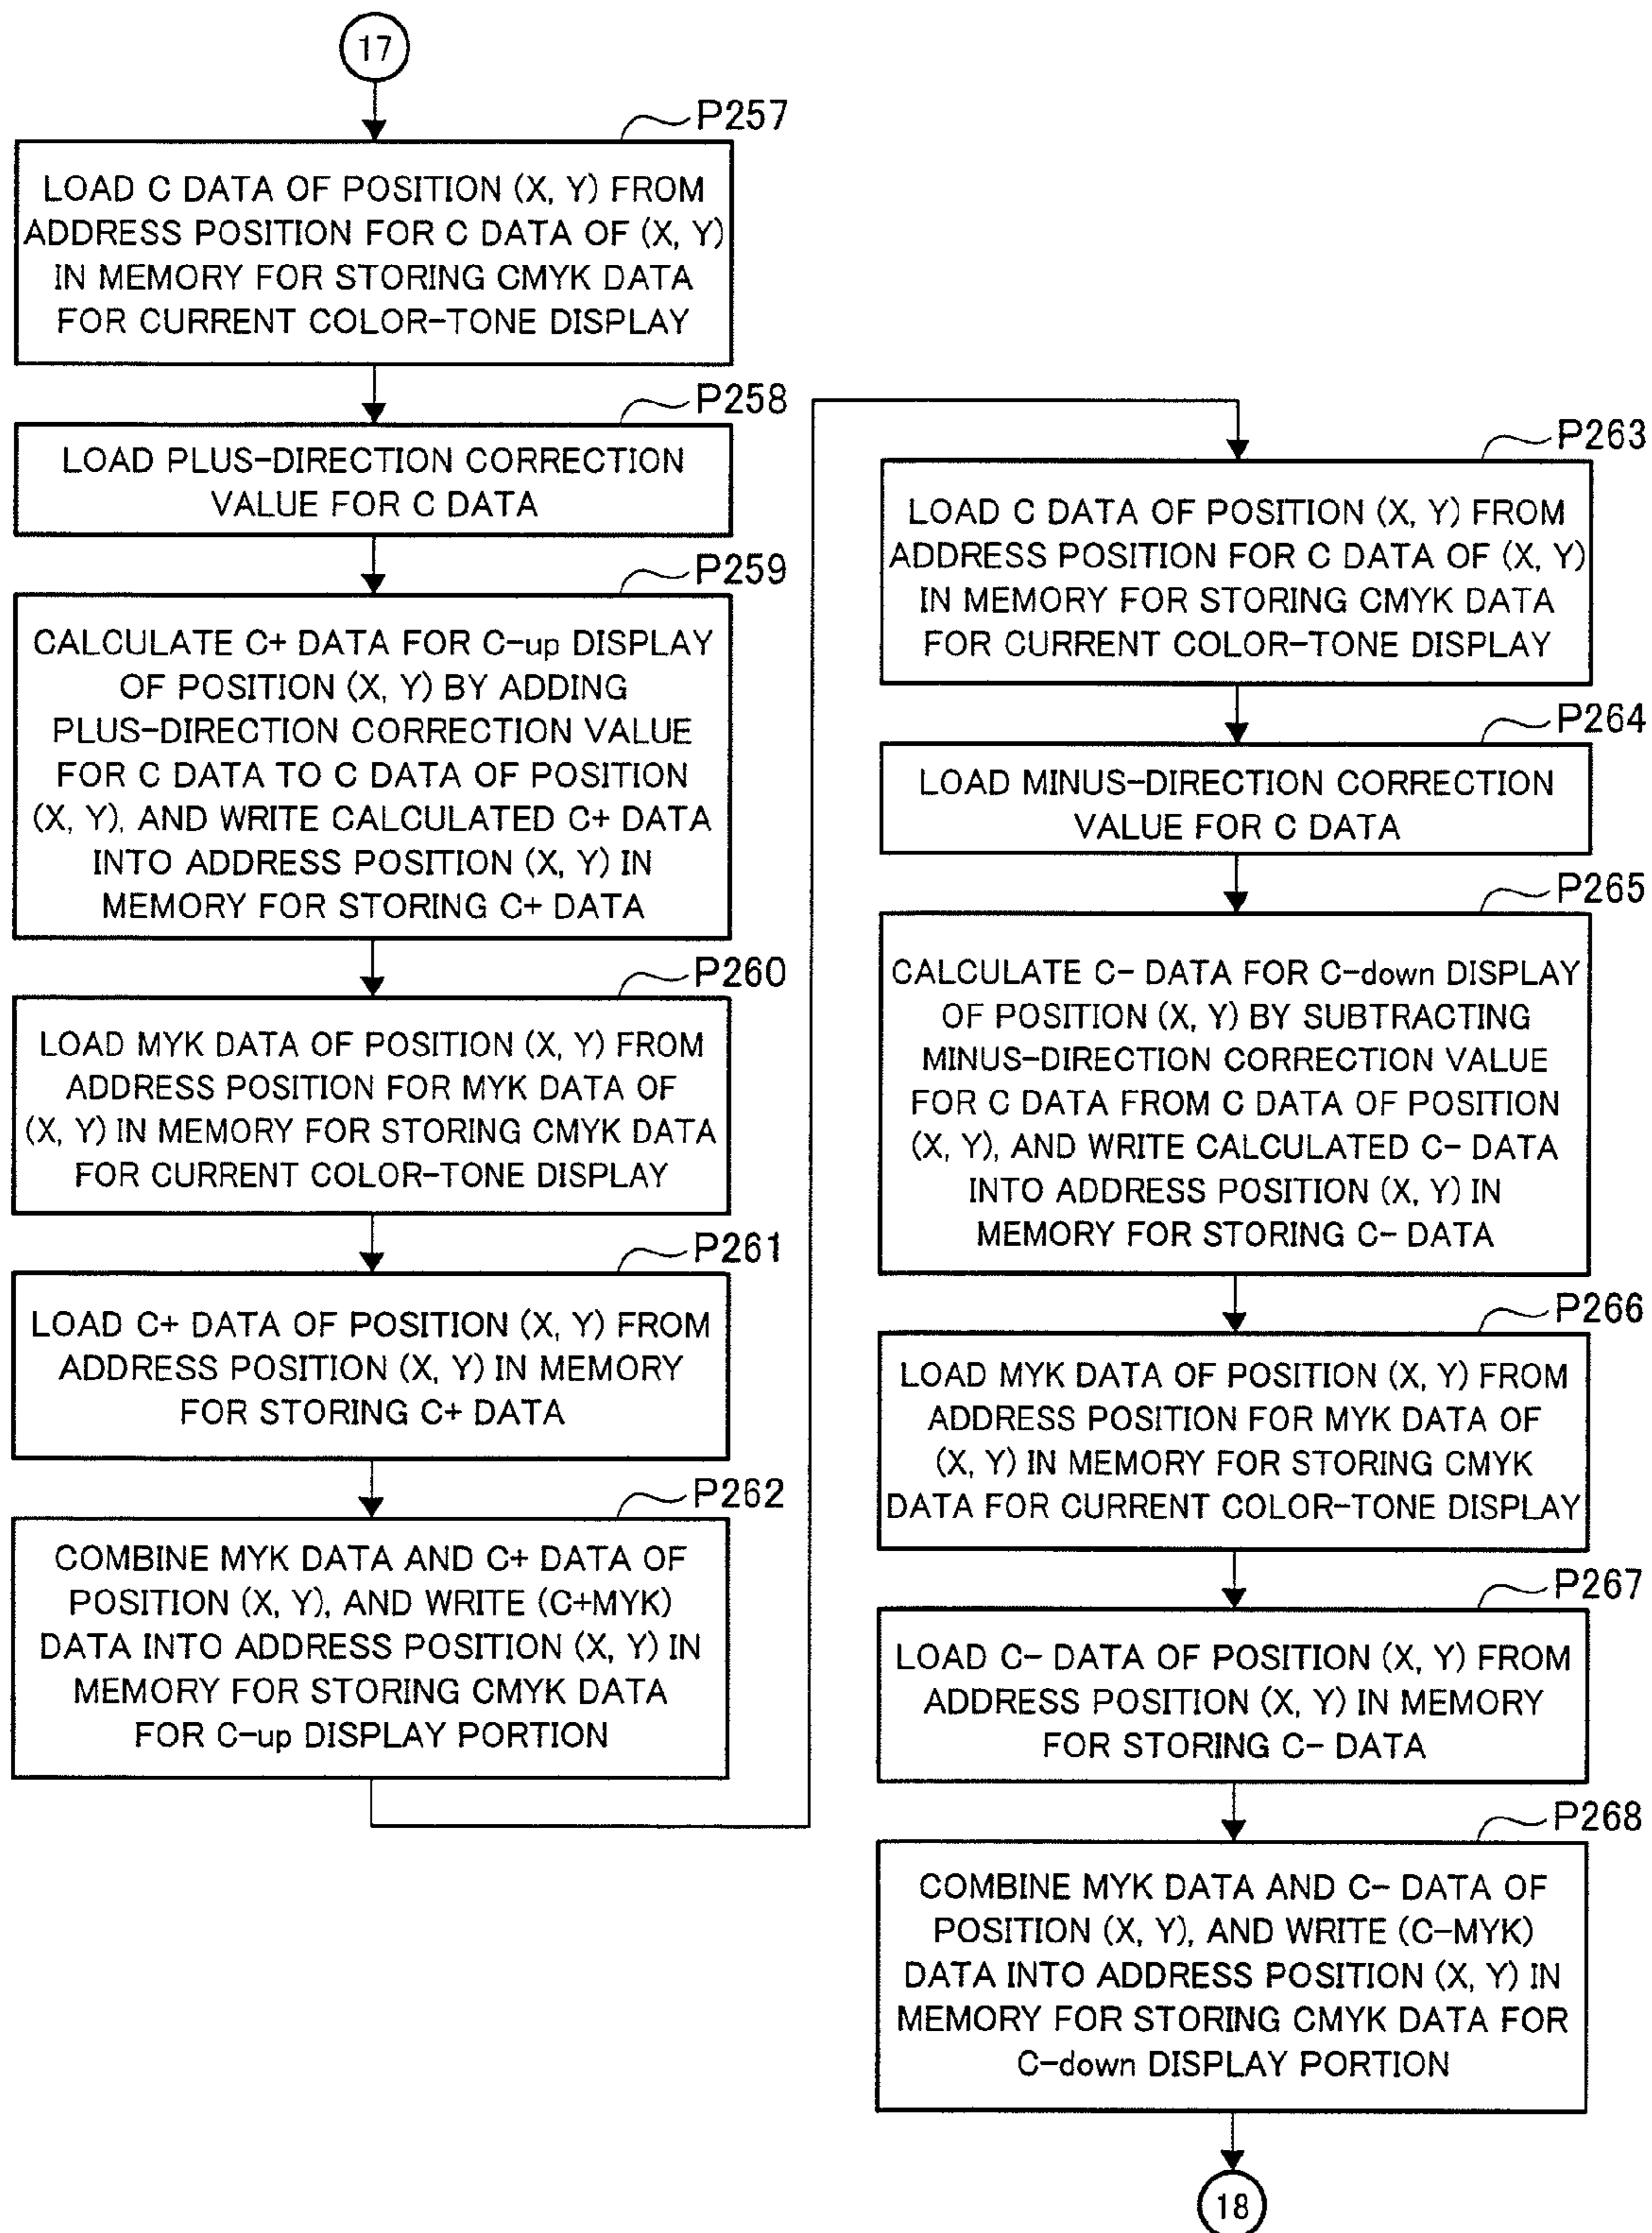 17
P257
LOAD C DATA OF POSITION (X, Y) FROM
ADDRESS POSITION FOR C DATA OF (X, Y)
IN MEMORY FOR STORING CMYK DATA
FOR CURRENT COLOR-TONE DISPLAY
P258
LOAD PLUS-DIRECTION CORRECTION
VALUE FOR C DATA
P259
CALCULATE C+ DATA FOR C-up DISPLAY
OF POSITION (X, Y) BY ADDING
PLUS-DIRECTION CORRECTION VALUE
FOR C DATA TO C DATA OF POSITION
(X, Y), AND WRITE CALCULATED C+ DATA
INTO ADDRESS POSITION (X, Y) IN
MEMORY FOR STORING C+ DATA
P260
LOAD MYK DATA OF POSITION (X, Y) FROM
ADDRESS POSITION FOR MYK DATA OF
(X, Y) IN MEMORY FOR STORING CMYK DATA
FOR CURRENT COLOR-TONE DISPLAY
P261
LOAD C+ DATA OF POSITION (X, Y) FROM
ADDRESS POSITION (X, Y) IN MEMORY
FOR STORING C+ DATA
P262
COMBINE MYK DATA AND C+ DATA OF
POSITION (X, Y), AND WRITE (C+MYK)
DATA INTO ADDRESS POSITION (X, Y) IN
MEMORY FOR STORING CMYK DATA
FOR C-up DISPLAY PORTION
P263
LOAD C DATA OF POSITION (X, Y) FROM
ADDRESS POSITION FOR C DATA OF (X, Y)
IN MEMORY FOR STORING CMYK DATA
FOR CURRENT COLOR-TONE DISPLAY
P264
LOAD MINUS-DIRECTION CORRECTION
VALUE FOR C DATA
P265
CALCULATE C- DATA FOR C-down DISPLAY
OF POSITION (X, Y) BY SUBTRACTING
MINUS-DIRECTION CORRECTION VALUE
FOR C DATA FROM C DATA OF POSITION
(X, Y), AND WRITE CALCULATED C- DATA
INTO ADDRESS POSITION (X, Y) IN
MEMORY FOR STORING C- DATA
P266
LOAD MYK DATA OF POSITION (X, Y) FROM
ADDRESS POSITION FOR MYK DATA OF
(X, Y) IN MEMORY FOR STORING CMYK
DATA FOR CURRENT COLOR-TONE DISPLAY
P267
LOAD C- DATA OF POSITION (X, Y) FROM
ADDRESS POSITION (X, Y) IN MEMORY
FOR STORING C- DATA
P268
COMBINE MYK DATA AND C- DATA OF
POSITION (X, Y), AND WRITE (C-MYK)
DATA INTO ADDRESS POSITION (X, Y) IN
MEMORY FOR STORING CMYK DATA FOR
C-down DISPLAY PORTION
18